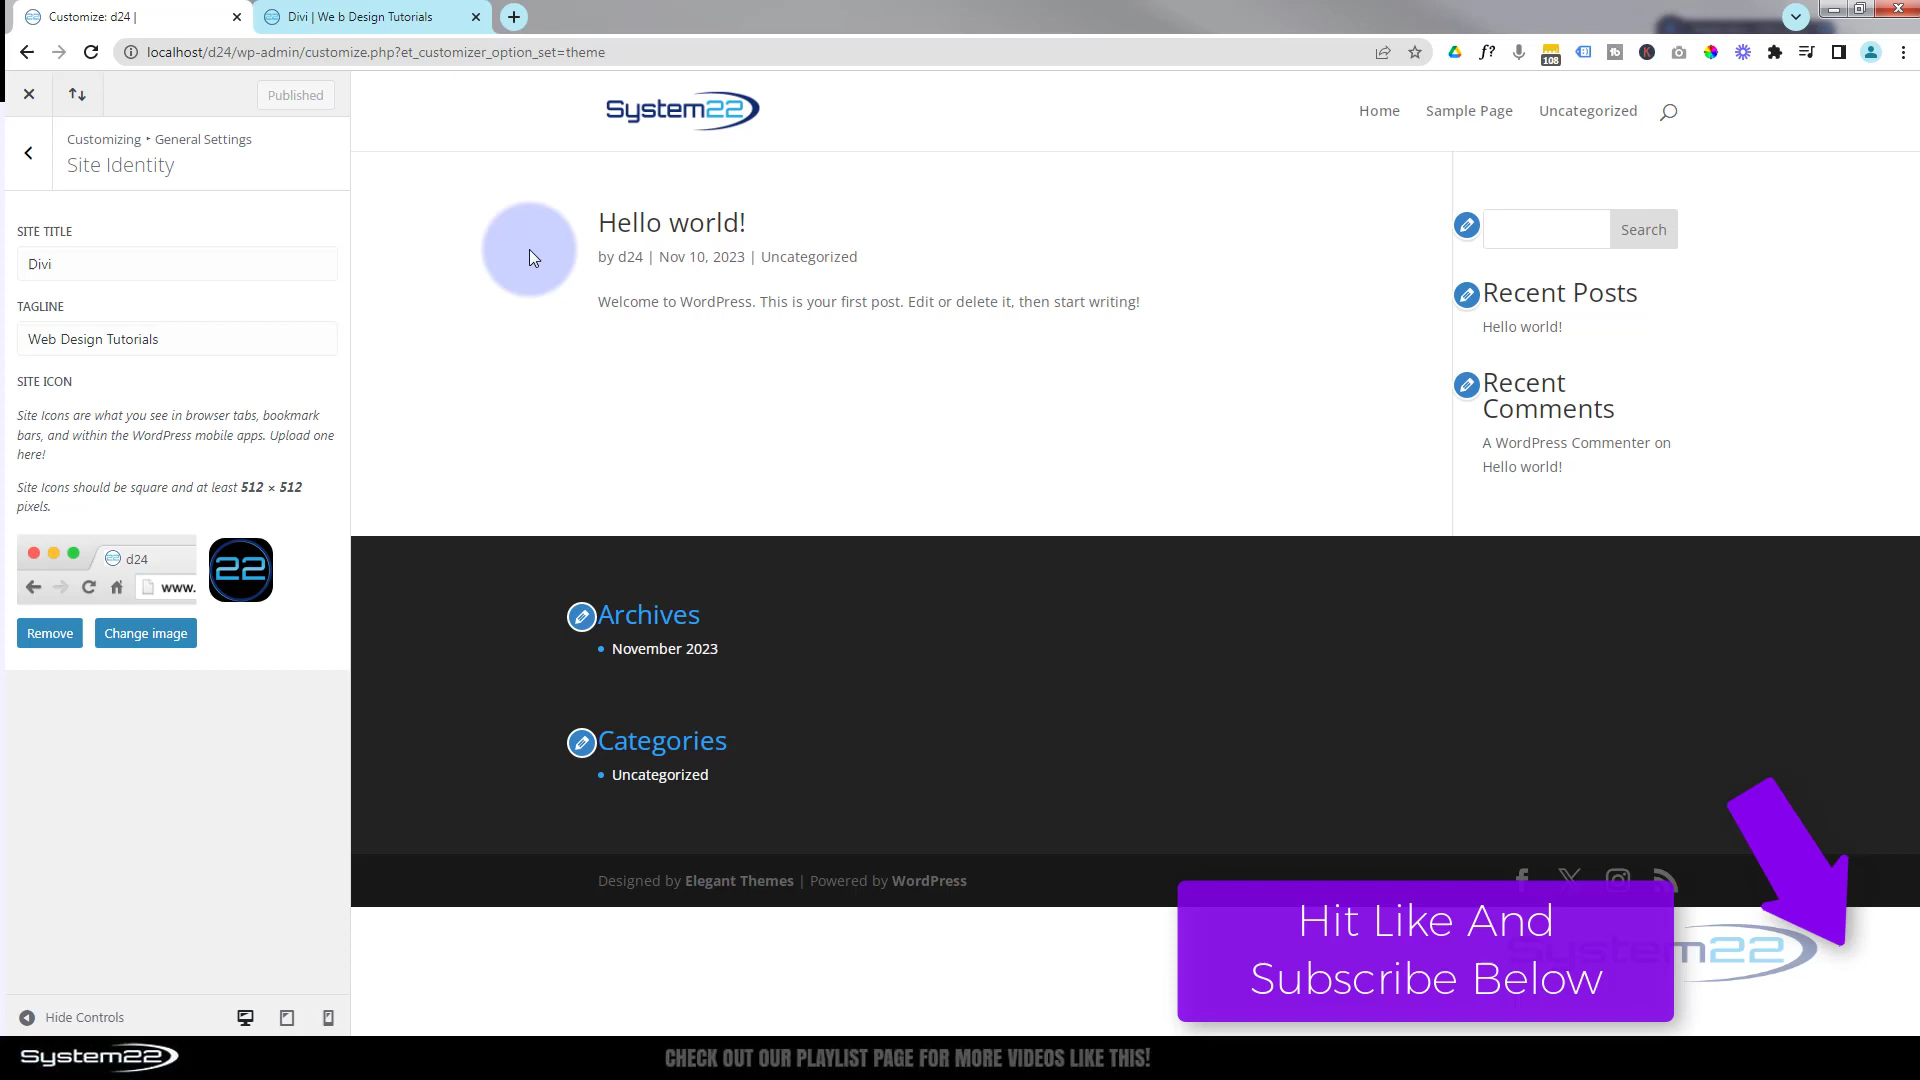 Customize: d24 |
Divi | We b Design Tutorials
localhost/d24/wp-admin/customize.php?et_customizer_option_set=theme
f?
108
Published
Customizing ‣ General Settings
Site Identity
SITE TITLE
Divi
TAGLINE
Web Design Tutorials
SITE ICON
Site Icons are what you see in browser tabs, bookmark
bars, and within the WordPress mobile apps. Upload one
here!
Site Icons should be square and at least 512 × 512
pixels.
d24
www.
22
Remove
Change image
Hide Controls
System22
Home
Sample Page
Uncategorized
Hello world!
by d24 | Nov 10, 2023 | Uncategorized
Welcome to WordPress. This is your first post. Edit or delete it, then start writing!
Search
Recent Posts
Hello world!
Recent
Comments
A WordPress Commenter on
Hello world!
Archives
November 2023
Categories
Uncategorized
Designed by Elegant Themes | Powered by WordPress
Hit Like And
Subscribe Below
System22
System22
CHECK OUT OUR PLAYLIST PAGE FOR MORE VIDEOS LIKE THIS!